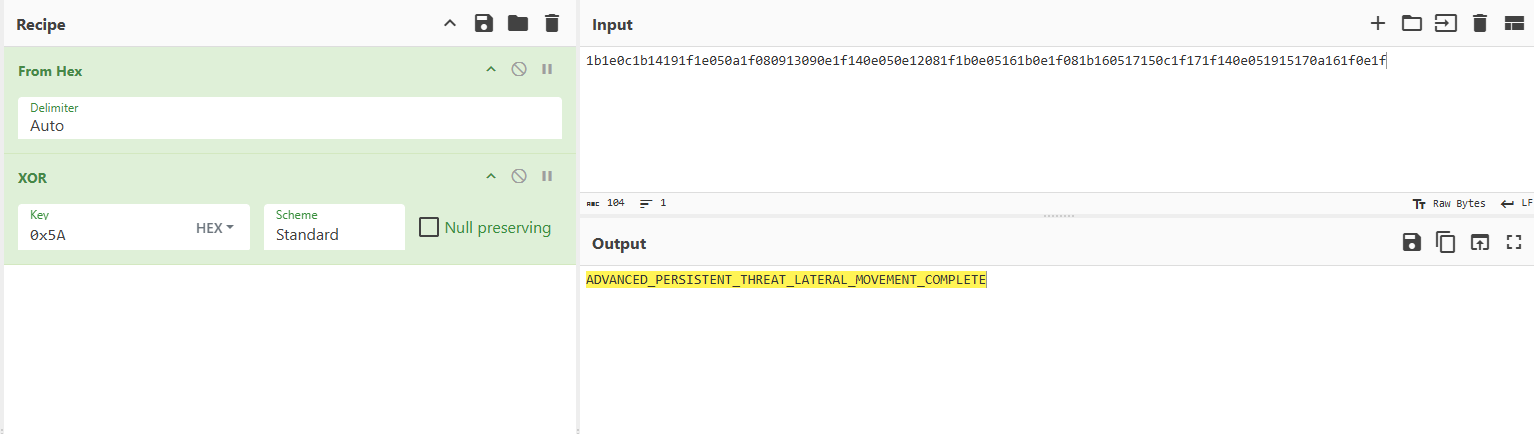 Recipe
From Hex
Delimiter
Auto
XOR
Key
0x5A
HEX
Scheme
Standard
Null preserving
Input
1b1e0c1b14191f1e050a1f080913090e1f140e050e12081f1b0e05161b0e1f081b160517150c1f171f140e051915170a161f0e1f
ABC 104 1 Tт Raw Bytes LF
Output
ADVANCED_PERSISTENT_THREAT_LATERAL_MOVEMENT_COMPLETE